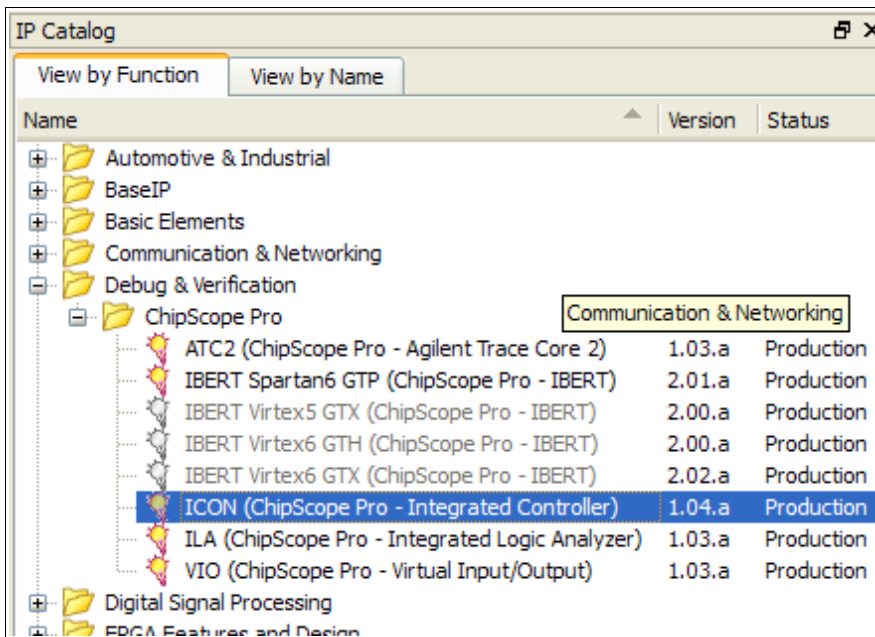 IP Catalog
View by Function View by Name
Name Version Status
Automotive & Industrial
BaseIP
Basic Elements
Communication & Networking
Debug & Verification
ChipScope Pro Communication & Networking
ATC2 (ChipScope Pro - Agilent Trace Core 2) 1.03.a Production
IBERT Spartan6 GTP (ChipScope Pro - IBERT) 2.01.a Production
IBERT Virtex5 GTX (ChipScope Pro - IBERT) 2.00.a Production
IBERT Virtex6 GTH (ChipScope Pro - IBERT) 2.00.a Production
IBERT Virtex6 GTX (ChipScope Pro - IBERT) 2.02.a Production
ICON (ChipScope Pro - Integrated Controller) 1.04.a Production
ILA (ChipScope Pro - Integrated Logic Analyzer) 1.03.a Production
VIO (ChipScope Pro - Virtual Input/Output) 1.03.a Production
Digital Signal Processing
FPGA Features and Design